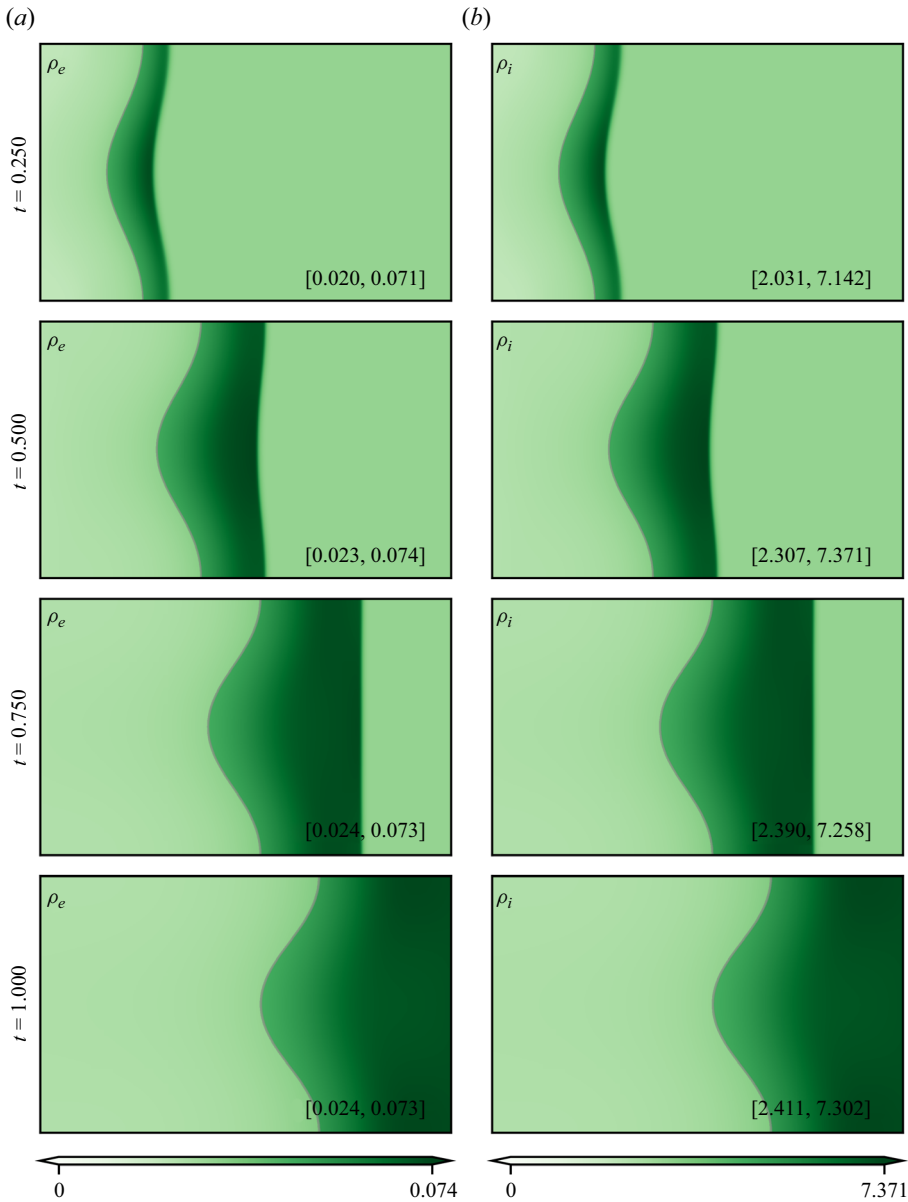 (a) (b)
ρe ρi
t = 0.250
[0.020, 0.071] [2.031, 7.142]
ρe ρi
t = 0.500
[0.023, 0.074] [2.307, 7.371]
ρe ρi
t = 0.750
[0.024, 0.073] [2.390, 7.258]
ρe ρi
t = 1.000
[0.024, 0.073] [2.411, 7.302]
0 0.074 0 7.371